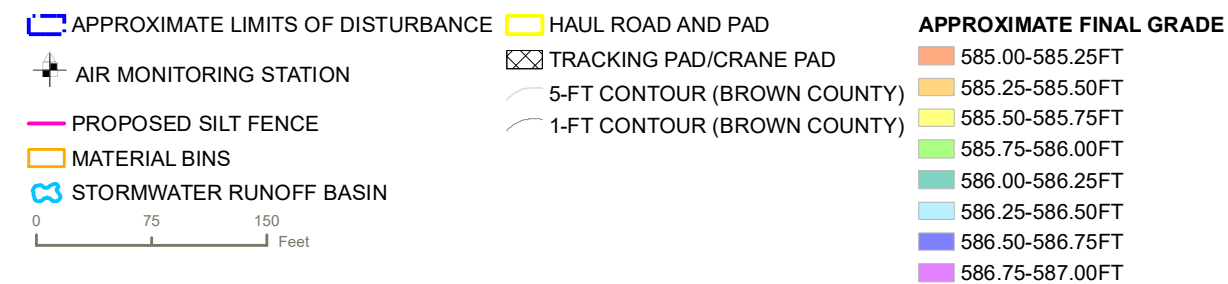 APPROXIMATE LIMITS OF DISTURBANCE
AIR MONITORING STATION
PROPOSED SILT FENCE
MATERIAL BINS
STORMWATER RUNOFF BASIN
0 75 150
Feet
HAUL ROAD AND PAD
TRACKING PAD/CRANE PAD
5-FT CONTOUR (BROWN COUNTY)
1-FT CONTOUR (BROWN COUNTY)
APPROXIMATE FINAL GRADE
585.00-585.25FT
585.25-585.50FT
585.50-585.75FT
585.75-586.00FT
586.00-586.25FT
586.25-586.50FT
586.50-586.75FT
586.75-587.00FT